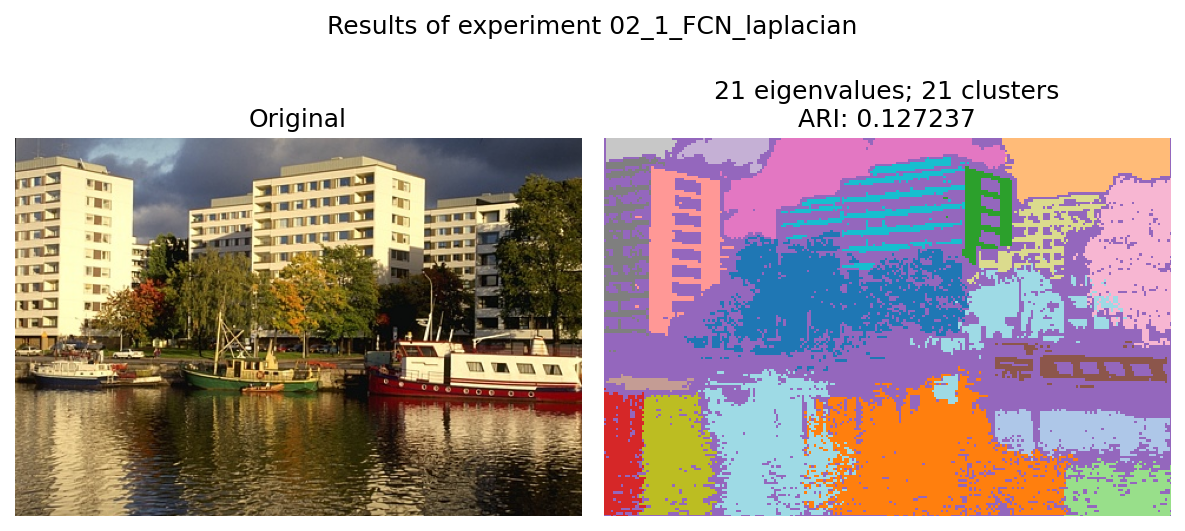 Results of experiment 02_1_FCN_laplacian
Original
21 eigenvalues; 21 clusters
ARI: 0.127237